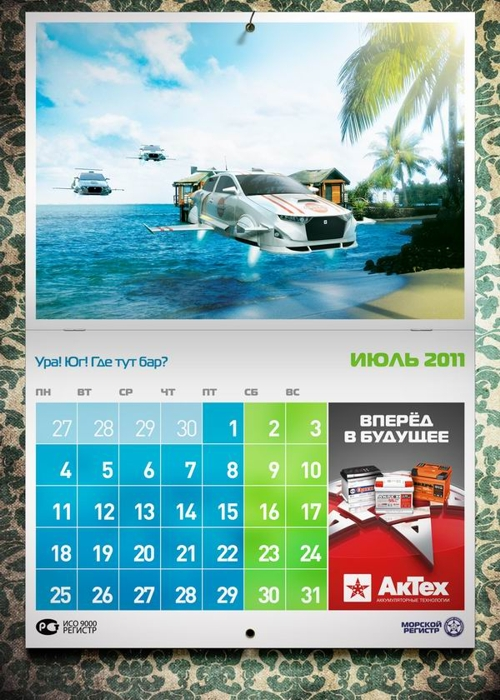 Ура! Юг! Где тут бар?
ИЮЛЬ 2011
ПН ВТ СР ЧТ ПТ СБ ВС
27 28 29 30 1 2 3
4 5 6 7 8 9 10
11 12 13 14 15 16 17
18 19 20 21 22 23 24
25 26 27 28 29 30 31
ВПЕРЁД
В БУДУЩЕЕ
АкТех
АККУМУЛЯТОРНЫЕ ТЕХНОЛОГИИ
ИСО 9000
РЕГИСТР
МОРСКОЙ
РЕГИСТР